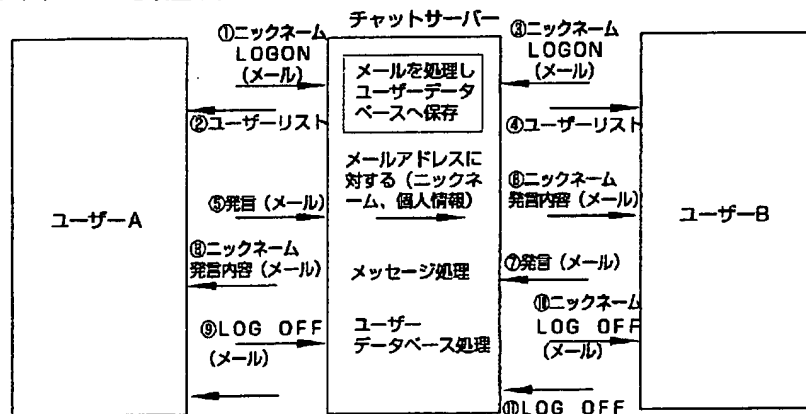 チャットサーバー
①ニックネーム
LOGON
(メール)
②ユーザーリスト
ユーザーA
⑤発言(メール)
⑧ニックネーム
発言内容(メール)
⑨LOG OFF
(メール)
メールを処理し
ユーザーデータ
ベースへ保存
メールアドレスに
対する(ニックネ
ーム、個人情報)
メッセージ処理
ユーザー
データベース処理
③ニックネーム
LOGON
(メール)
④ユーザーリスト
⑥ニックネーム
発言内容(メール)
⑦発言(メール)
⑩ニックネーム
LOG OFF
(メール)
⑪LOG OFF
ユーザーB